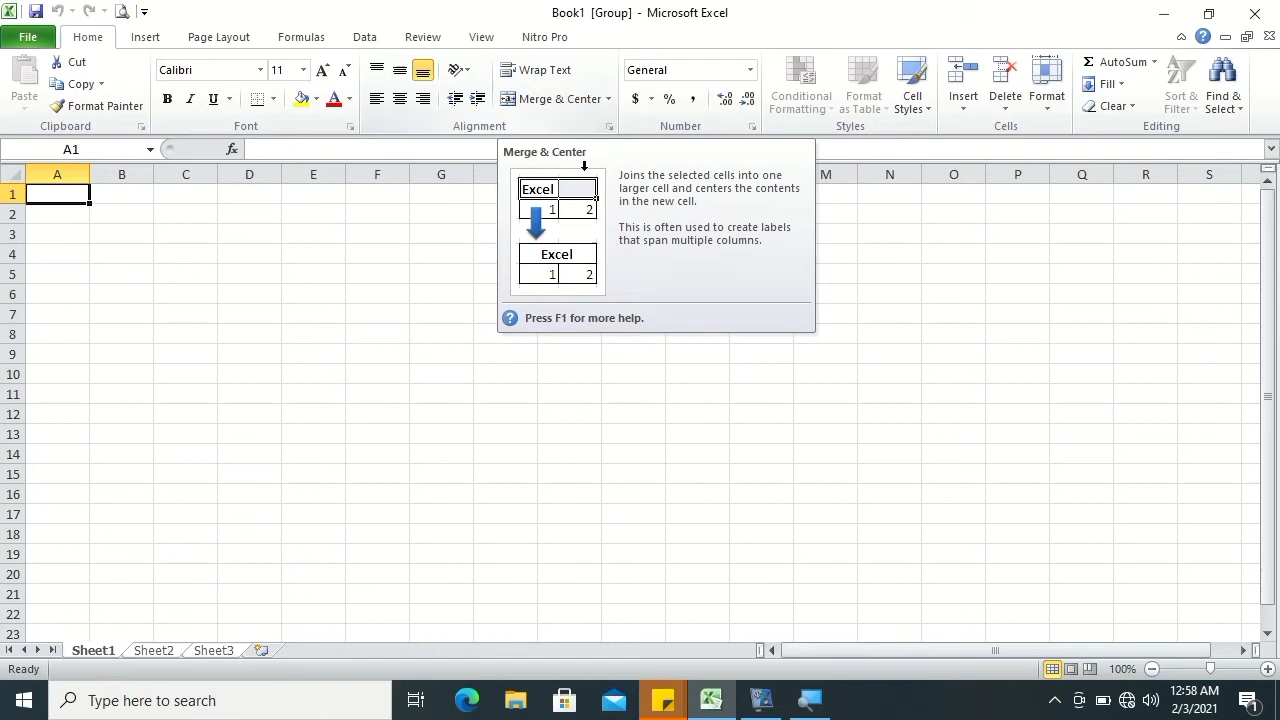 Book1 [Group] - Microsoft Excel
File Home Insert Page Layout Formulas Data Review View Nitro Pro
Paste
Cut
Copy
Format Painter
Clipboard
Calibri 11
B I U A
Font
Wrap Text
Merge & Center
Alignment
General
$ % ,
Number
Conditional Formatting
Format as Table
Cell Styles
Styles
Insert
Delete
Format
Cells
Σ AutoSum
Fill
Clear
Sort & Filter
Find & Select
Editing
A1 fx
A B C D E F G M N O P Q R S
1
2
3
4
5
6
7
8
9
10
11
12
13
14
15
16
17
18
19
20
21
22
23
Merge & Center
Excel
1 2
Excel
1 2
Joins the selected cells into one
larger cell and centers the contents
in the new cell.
This is often used to create labels
that span multiple columns.
Press F1 for more help.
Sheet1 Sheet2 Sheet3
Ready 100%
Type here to search
12:58 AM
2/3/2021
1